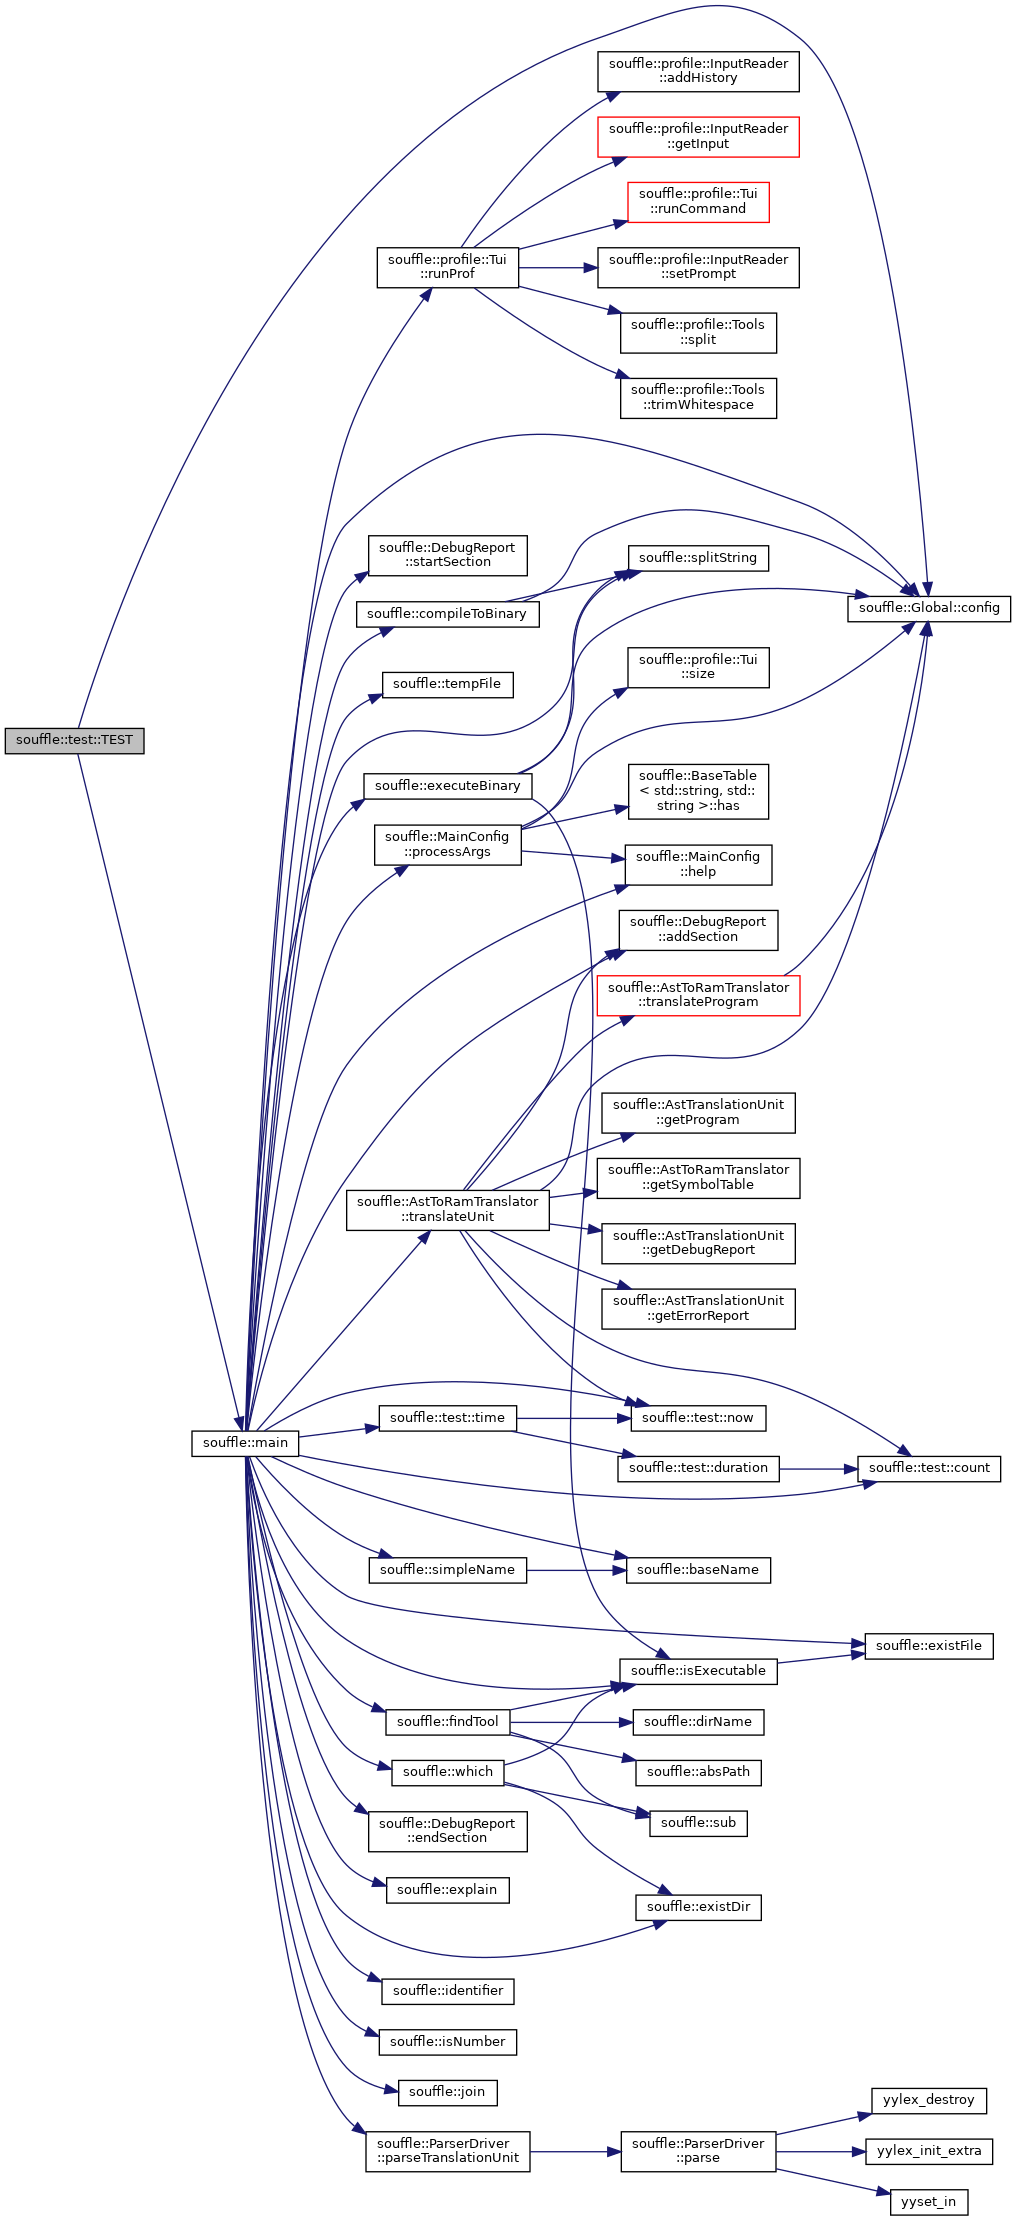 souffle::profile::InputReader
::addHistory
souffle::profile::InputReader
::getInput
souffle::profile::Tui
::runCommand
souffle::profile::Tui
::runProf
souffle::profile::InputReader
::setPrompt
souffle::profile::Tools
::split
souffle::profile::Tools
::trimWhitespace
souffle::DebugReport
::startSection
souffle::splitString
souffle::compileToBinary
souffle::Global::config
souffle::profile::Tui
::size
souffle::tempFile
souffle::test::TEST
souffle::executeBinary
souffle::BaseTable
< std::string, std::
string >::has
souffle::MainConfig
::processArgs
souffle::MainConfig
::help
souffle::DebugReport
::addSection
souffle::AstToRamTranslator
::translateProgram
souffle::AstTranslationUnit
::getProgram
souffle::AstToRamTranslator
::getSymbolTable
souffle::AstToRamTranslator
::translateUnit
souffle::AstTranslationUnit
::getDebugReport
souffle::AstTranslationUnit
::getErrorReport
souffle::test::time
souffle::test::now
souffle::main
souffle::test::duration
souffle::test::count
souffle::simpleName
souffle::baseName
souffle::existFile
souffle::isExecutable
souffle::findTool
souffle::dirName
souffle::which
souffle::absPath
souffle::sub
souffle::DebugReport
::endSection
souffle::explain
souffle::existDir
souffle::identifier
souffle::isNumber
souffle::join
yylex_destroy
souffle::ParserDriver
::parseTranslationUnit
souffle::ParserDriver
::parse
yylex_init_extra
yyset_in